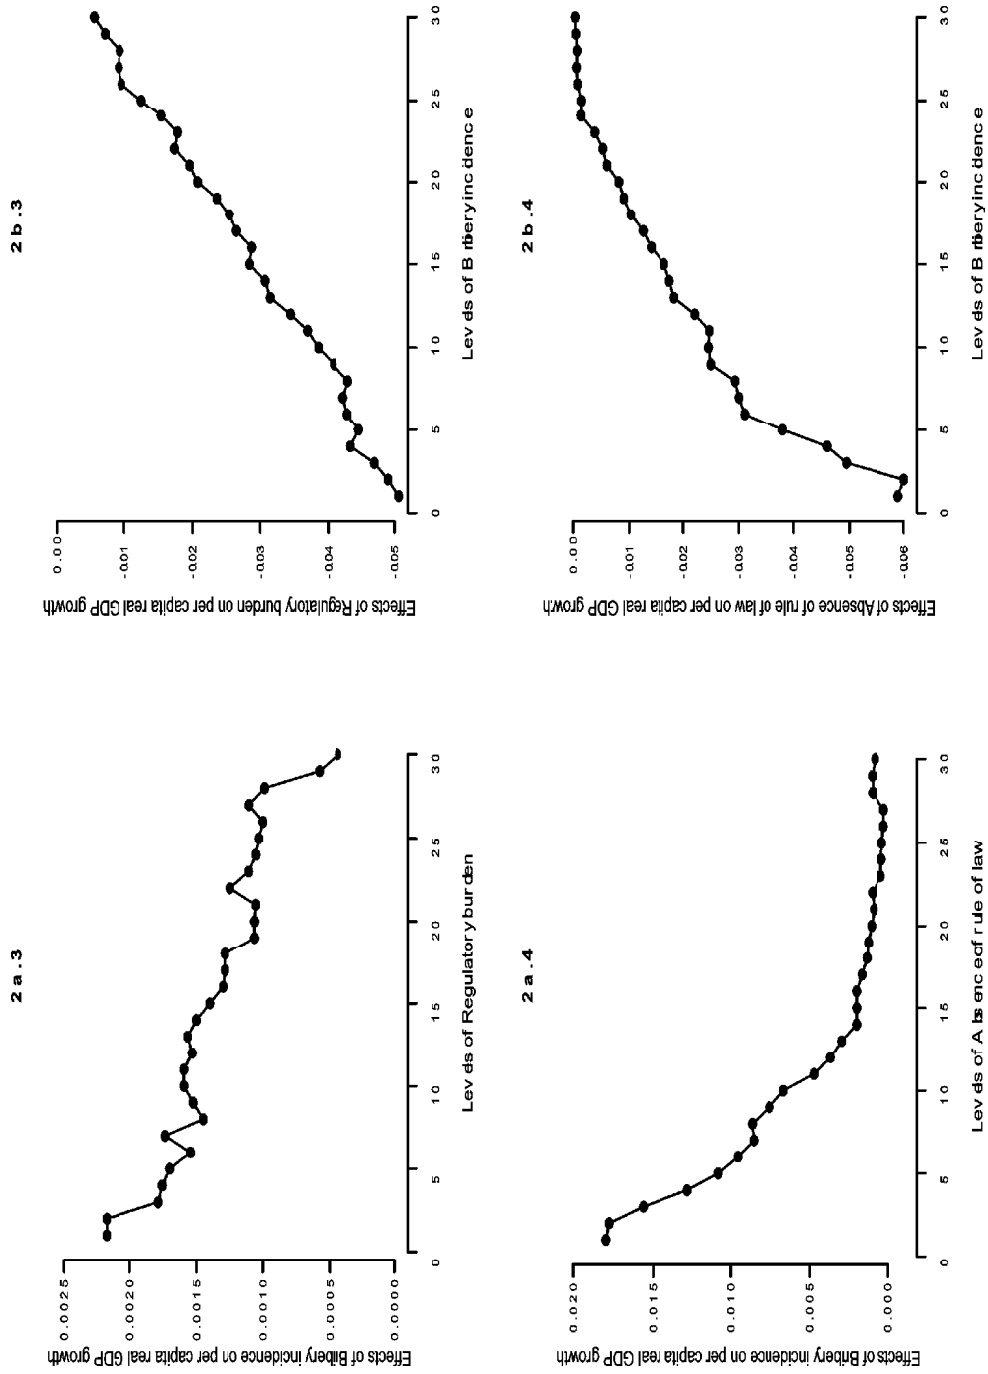 2a.3
Effects of Bribery incidence on per capita real GDP growth
0.0025
0.0020
0.0015
0.0010
0.0005
0.0000
0 5 10 15 20 25 30
Levels of Regulatory burden
2b.3
Effects of Regulatory burden on per capita real GDP growth
0.00
-0.01
-0.02
-0.03
-0.04
-0.05
0 5 10 15 20 25 30
Levels of Bribery incidence
2a.4
Effects of Bribery incidence on per capita real GDP growth
0.020
0.015
0.010
0.005
0.000
0 5 10 15 20 25 30
Levels of Absence of rule of law
2b.4
Effects of Absence of rule of law on per capita real GDP growth
0.00
-0.01
-0.02
-0.03
-0.04
-0.05
-0.06
0 5 10 15 20 25 30
Levels of Bribery incidence